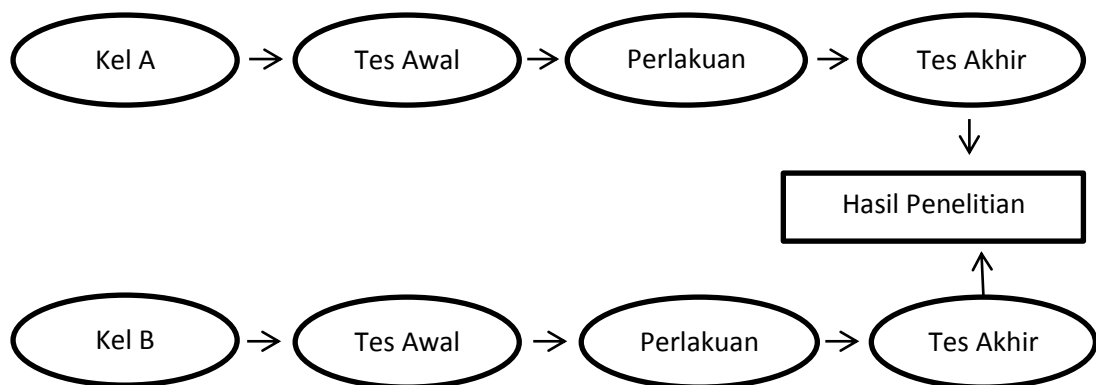 Kel A
Tes Awal
Perlakuan
Tes Akhir
Hasil Penelitian
Kel B
Tes Awal
Perlakuan
Tes Akhir